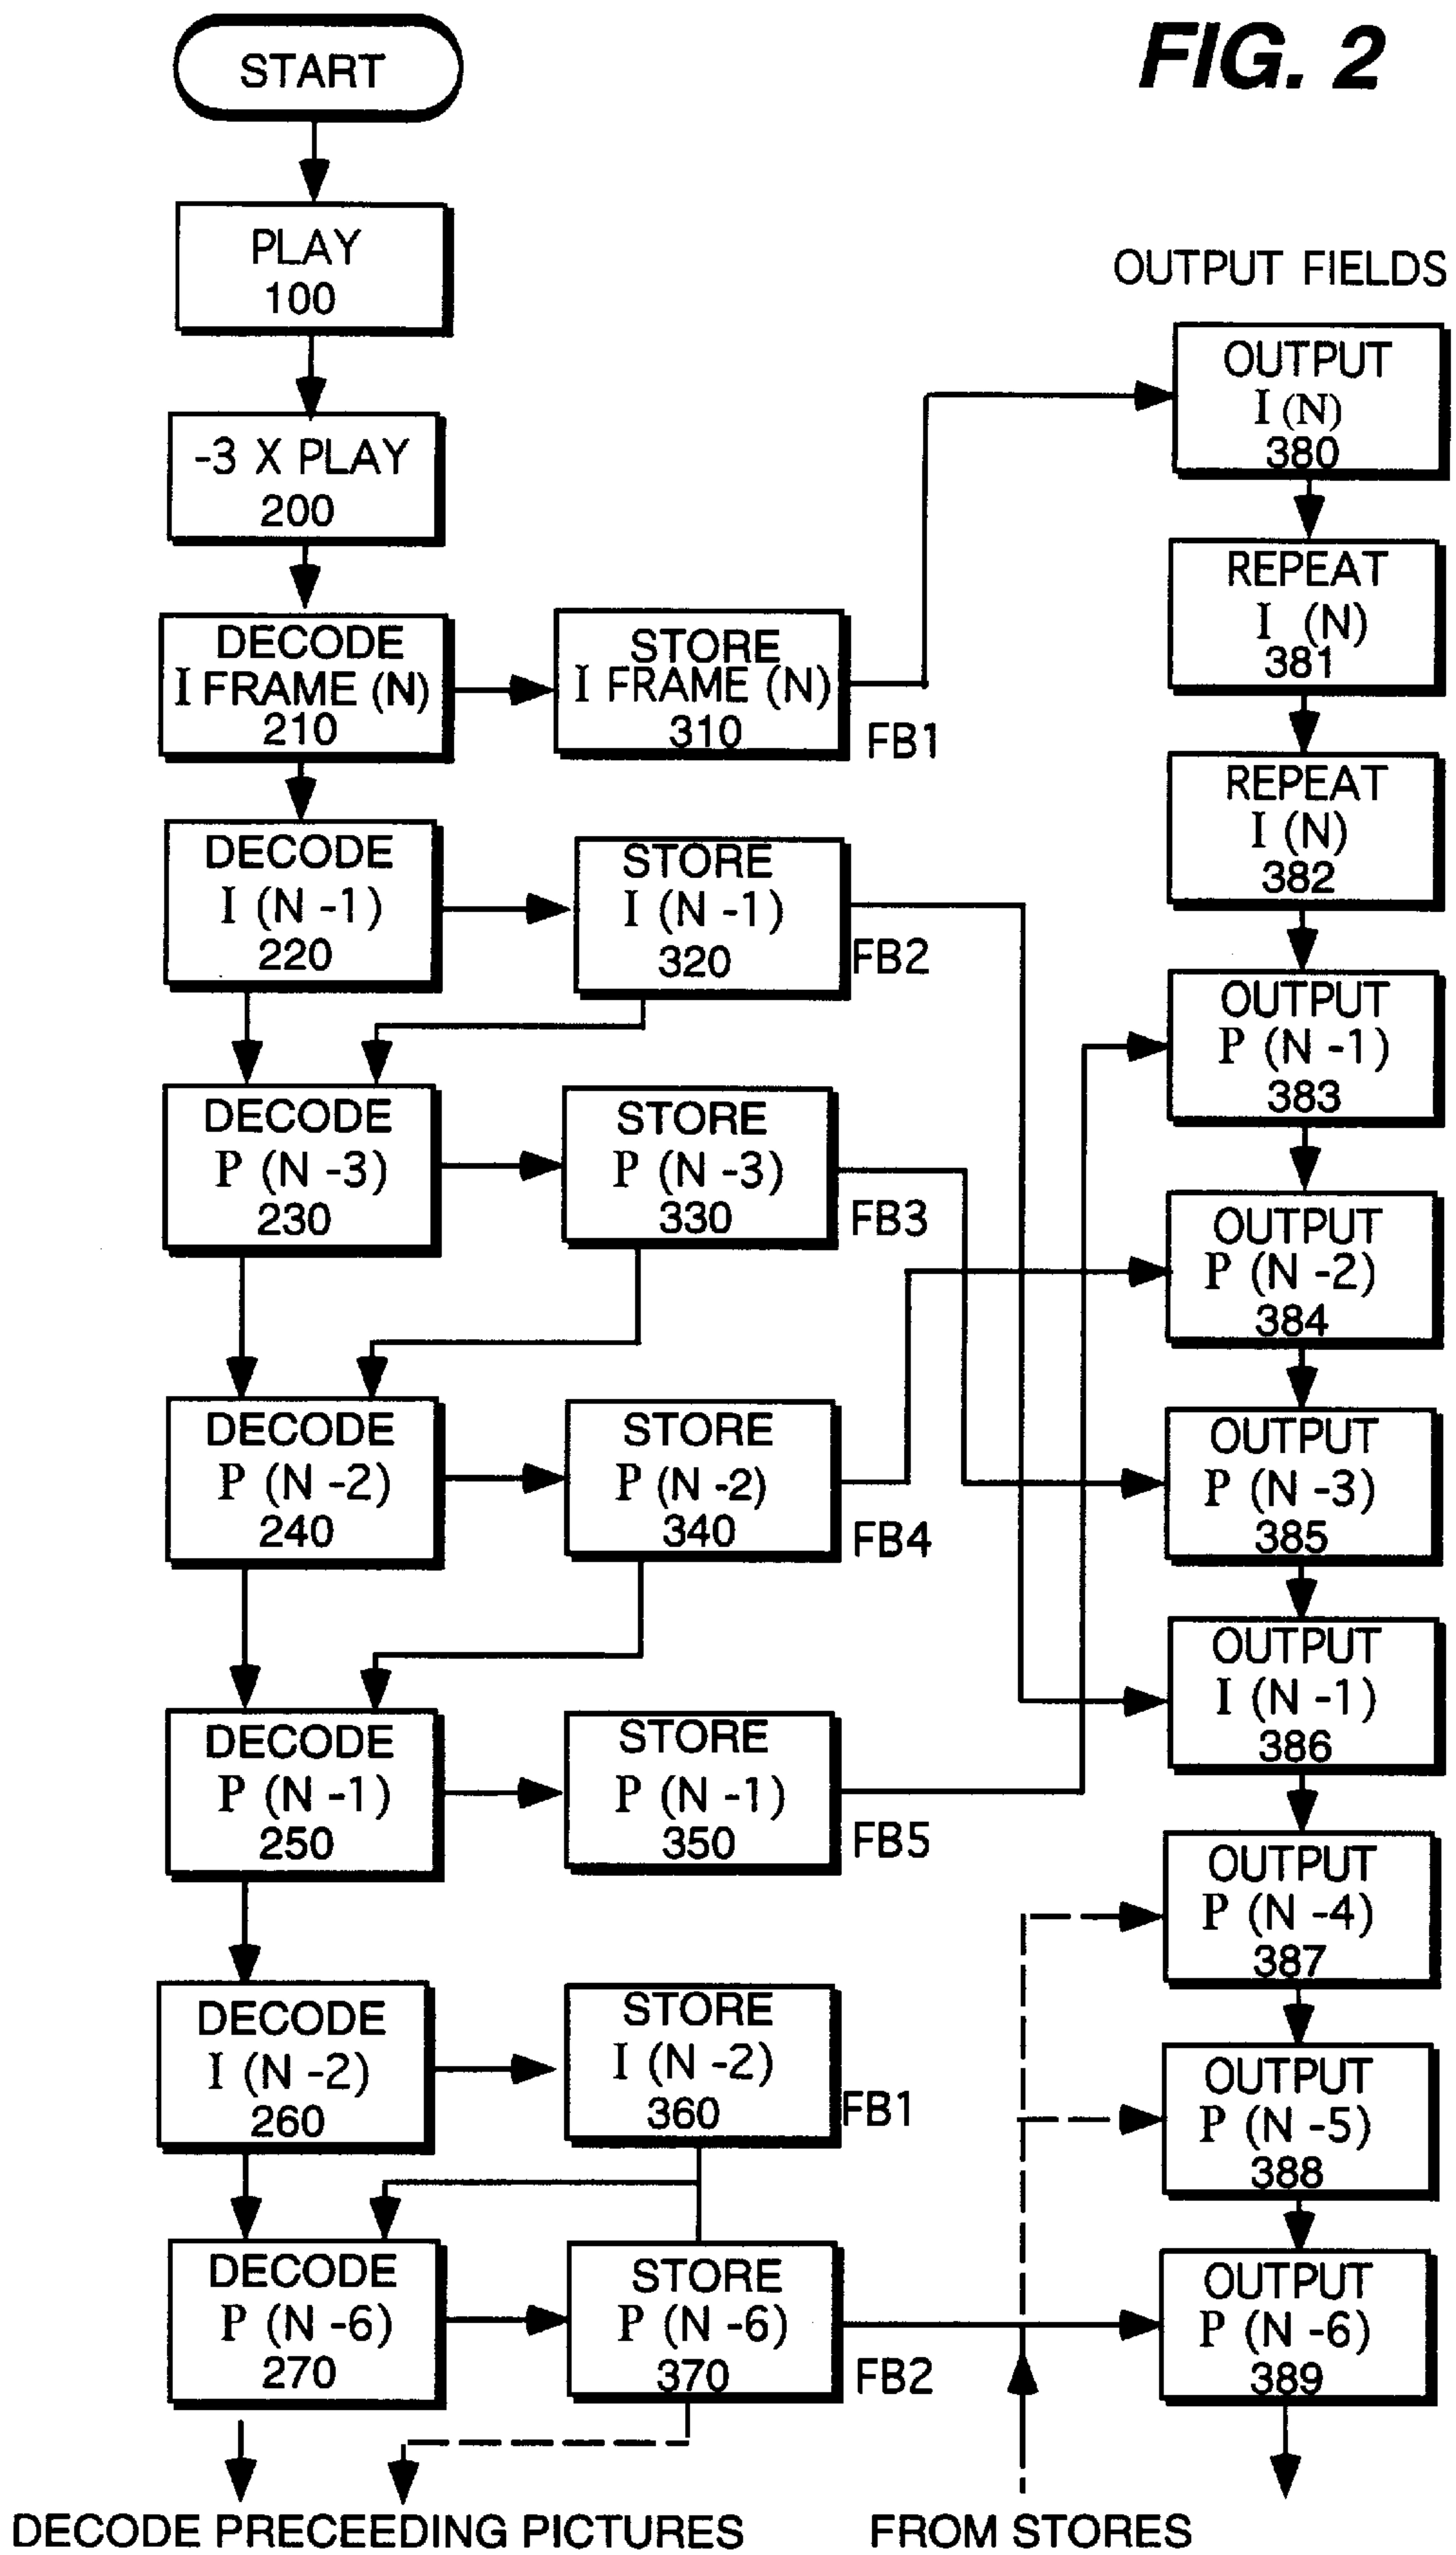 FIG. 2
START
PLAY
100
-3 X PLAY
200
DECODE
I FRAME (N)
210
STORE
I FRAME (N)
310
FB1
DECODE
I (N -1)
220
STORE
I (N -1)
320
FB2
DECODE
P (N -3)
230
STORE
P (N -3)
330
FB3
DECODE
P (N -2)
240
STORE
P (N -2)
340
FB4
DECODE
P (N -1)
250
STORE
P (N -1)
350
FB5
DECODE
I (N -2)
260
STORE
I (N -2)
360
FB1
DECODE
P (N -6)
270
STORE
P (N -6)
370
FB2
DECODE PRECEEDING PICTURES
OUTPUT FIELDS
OUTPUT
I (N)
380
REPEAT
I (N)
381
REPEAT
I (N)
382
OUTPUT
P (N -1)
383
OUTPUT
P (N -2)
384
OUTPUT
P (N -3)
385
OUTPUT
I (N -1)
386
OUTPUT
P (N -4)
387
OUTPUT
P (N -5)
388
OUTPUT
P (N -6)
389
FROM STORES